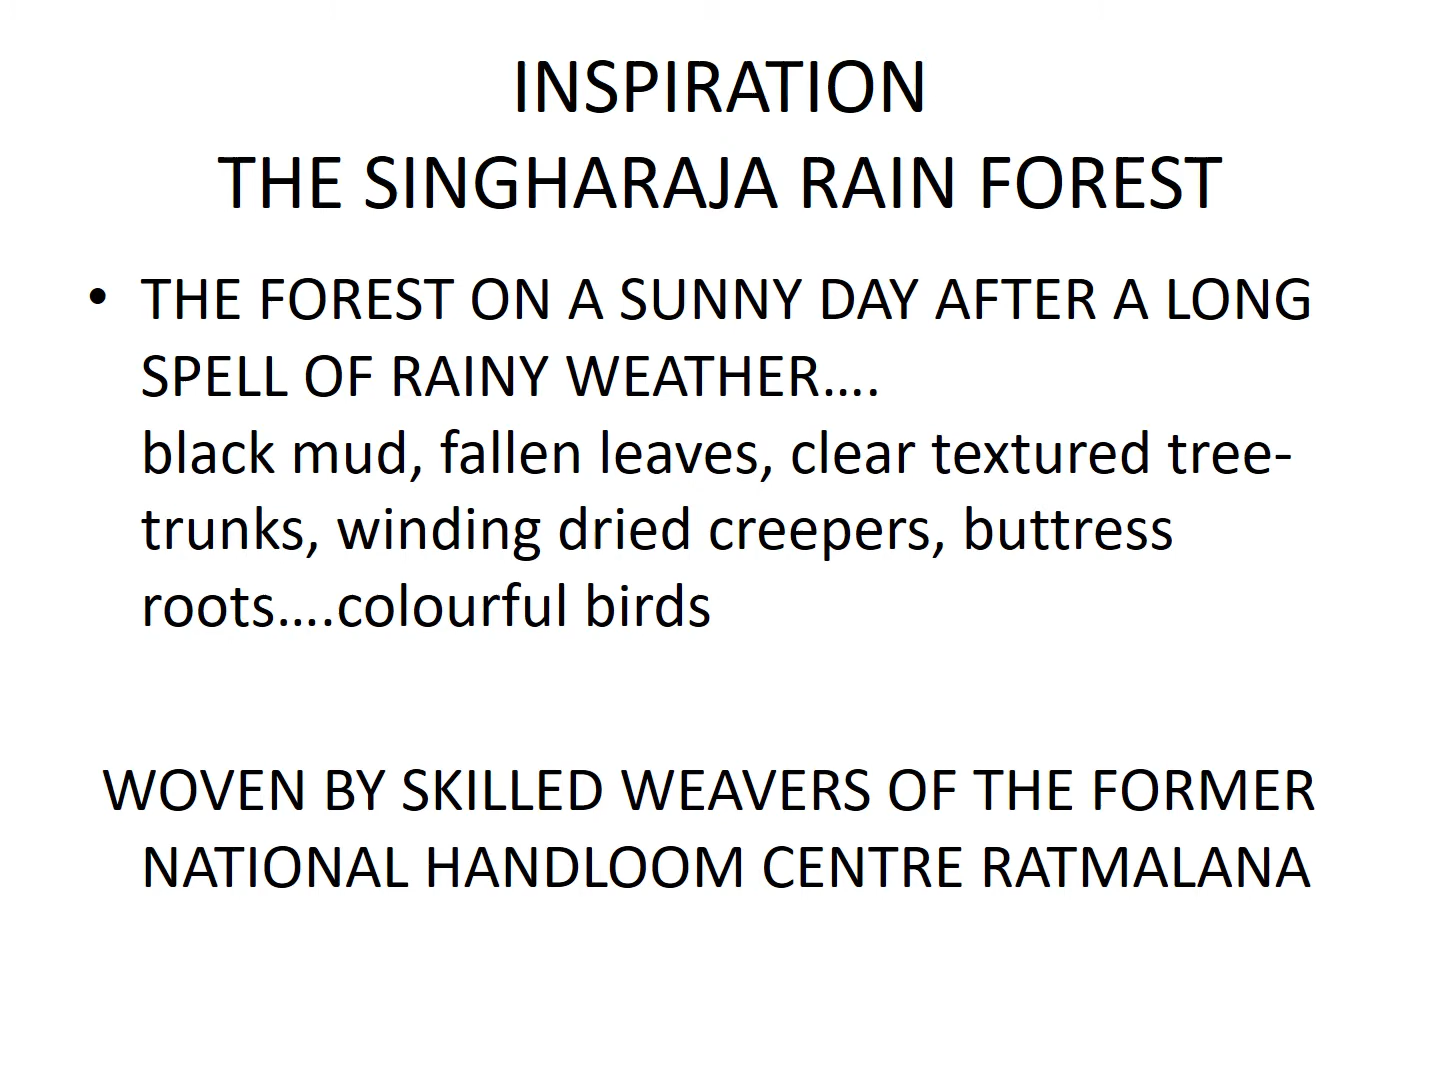 INSPIRATION
THE SINGHARAJA RAIN FOREST
• THE FOREST ON A SUNNY DAY AFTER A LONG
SPELL OF RAINY WEATHER….
black mud, fallen leaves, clear textured tree-
trunks, winding dried creepers, buttress
roots….colourful birds
WOVEN BY SKILLED WEAVERS OF THE FORMER
NATIONAL HANDLOOM CENTRE RATMALANA